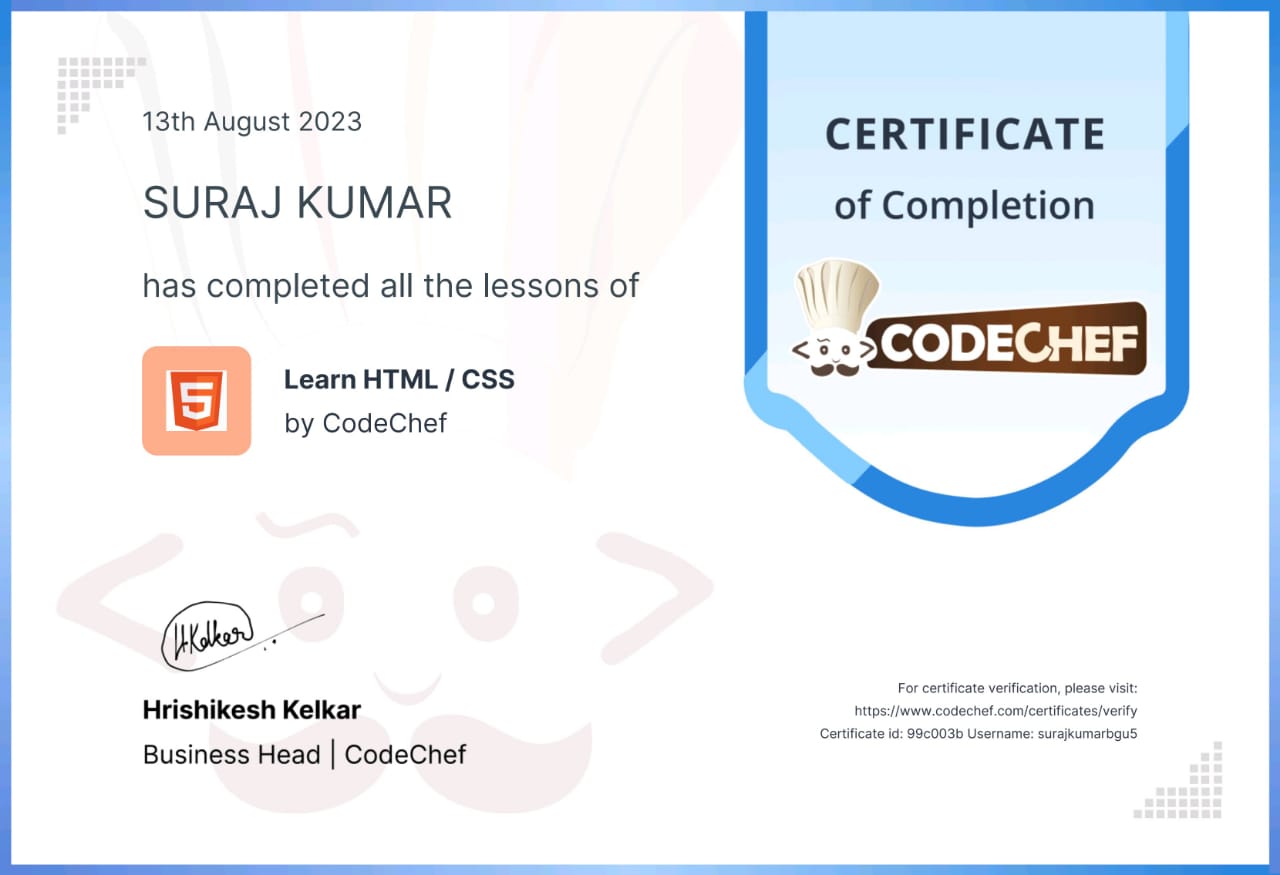 13th August 2023
SURAJ KUMAR
has completed all the lessons of
5
Learn HTML / CSS
by CodeChef
HKelkar
Hrishikesh Kelkar
Business Head | CodeChef
CERTIFICATE
of Completion
CODECHEF
For certificate verification, please visit:
https://www.codechef.com/certificates/verify
Certificate id: 99c003b Username: surajkumarbgu5